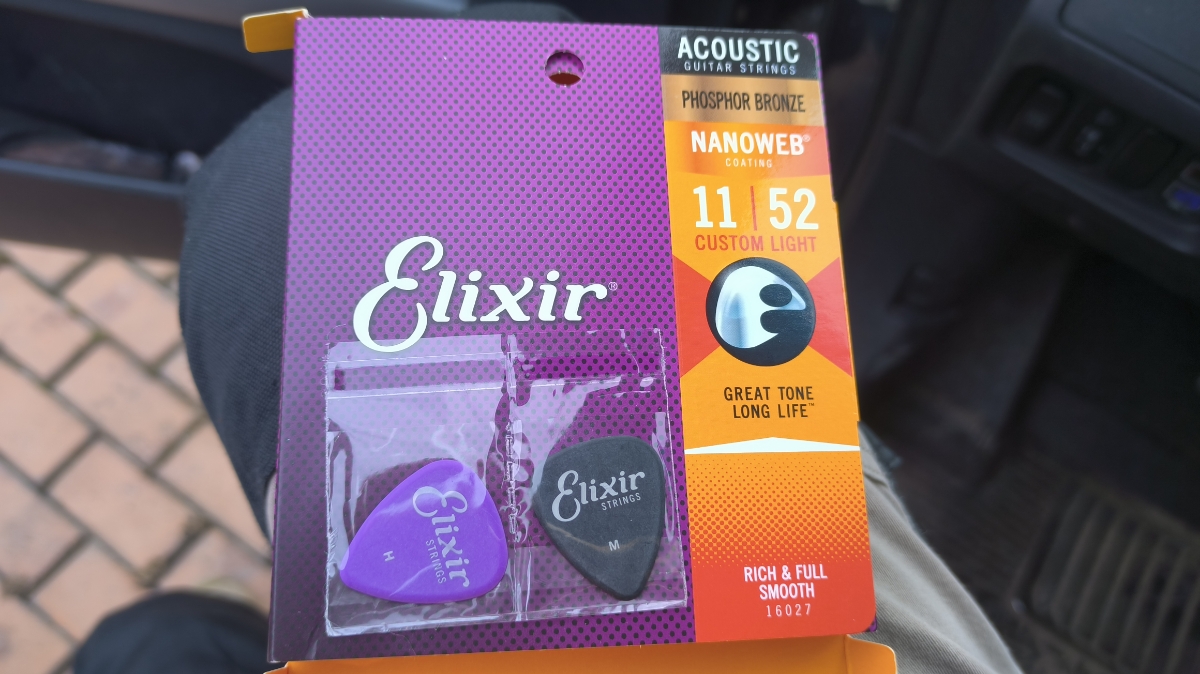 ACOUSTIC
GUITAR STRINGS
PHOSPHOR BRONZE
NANOWEB®
COATING
11 | 52
CUSTOM LIGHT
Elixir®
GREAT TONE
LONG LIFE™
Elixir
STRINGS
H
Elixir
STRINGS
M
RICH & FULL
SMOOTH
16027